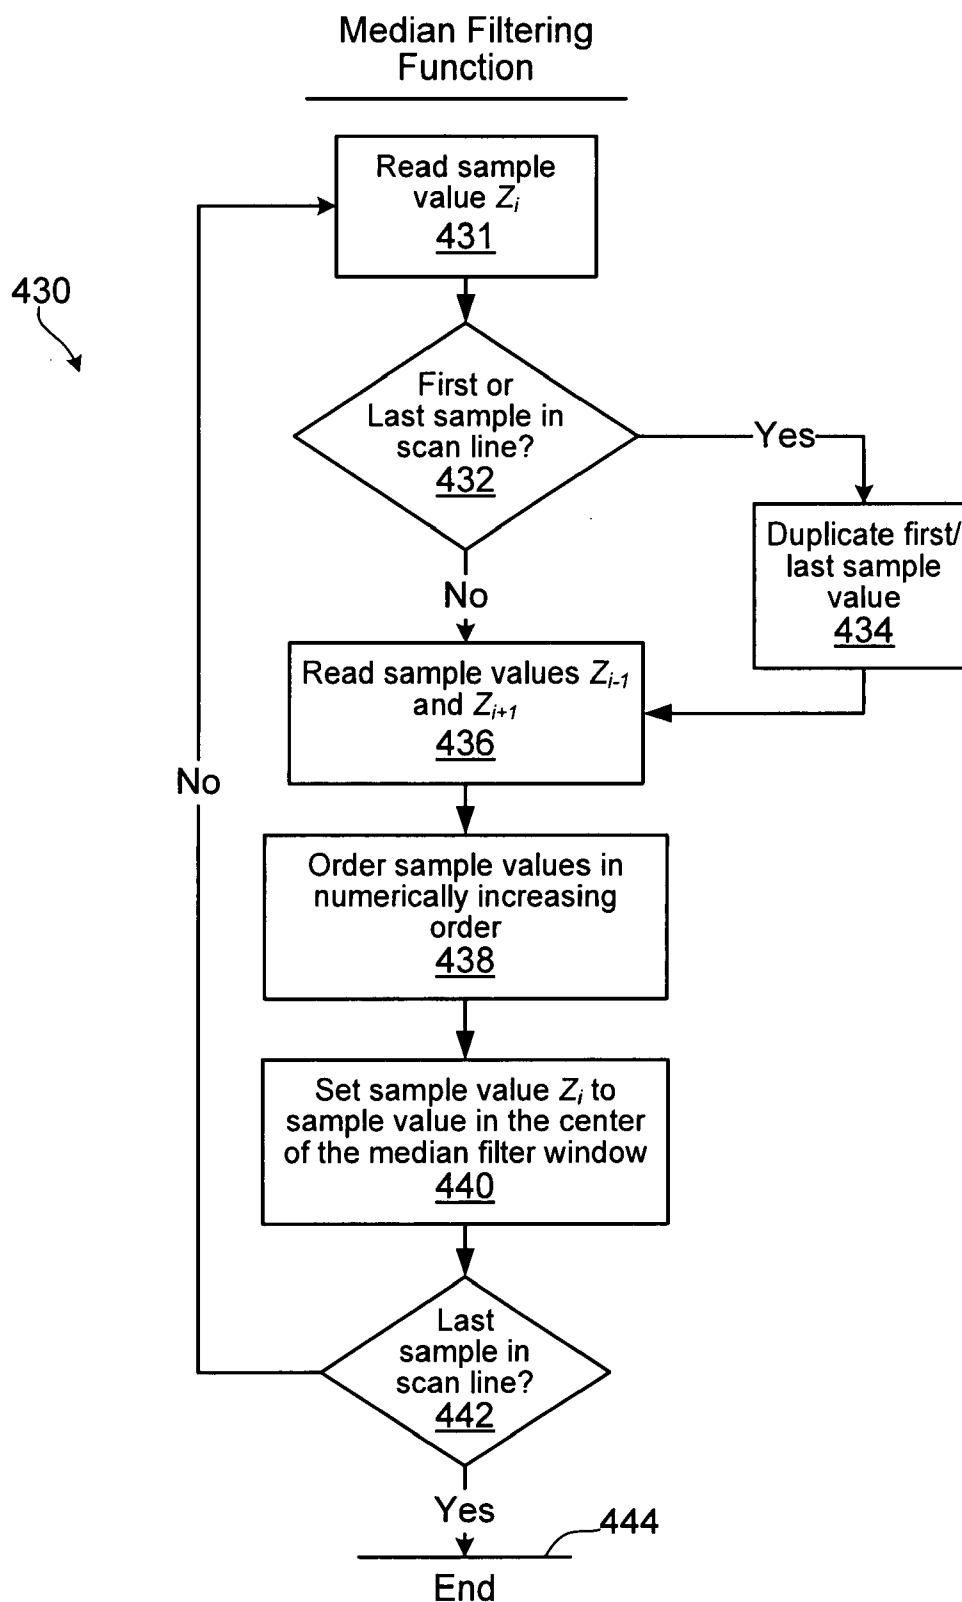 Median Filtering
Function
Read sample
value Zi
431
430
First or
Last sample in
scan line?
432
Yes
Duplicate first/
last sample
value
434
No
Read sample values Zi-1
and Zi+1
436
No
Order sample values in
numerically increasing
order
438
Set sample value Zi to
sample value in the center
of the median filter window
440
Last
sample in
scan line?
442
Yes
444
End